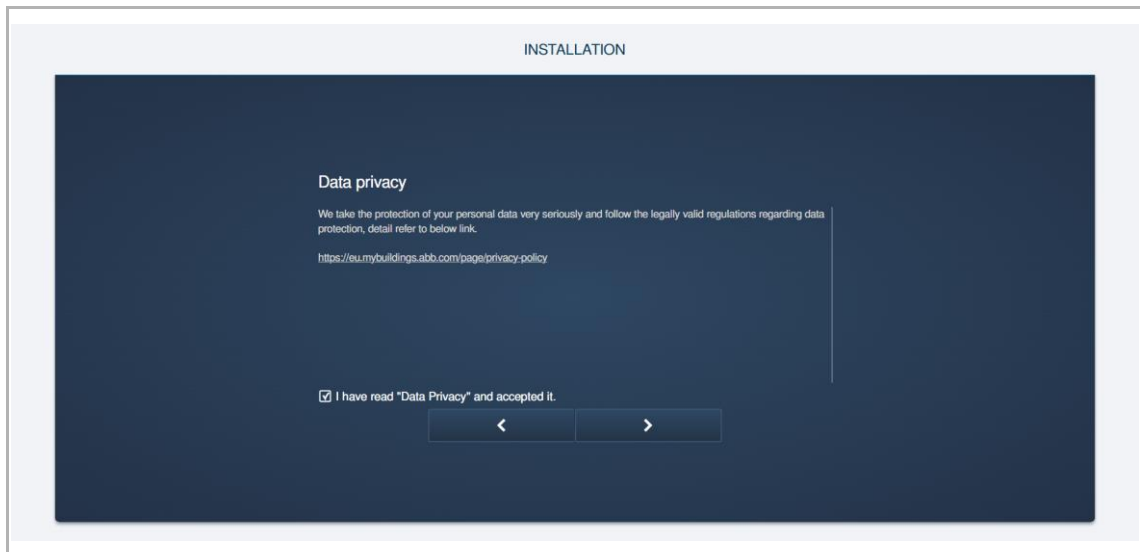 INSTALLATION
Data privacy
We take the protection of your personal data very seriously and follow the legally valid regulations regarding data
protection, detail refer to below link.
https://eu.mybuildings.abb.com/page/privacy-policy
I have read "Data Privacy" and accepted it.